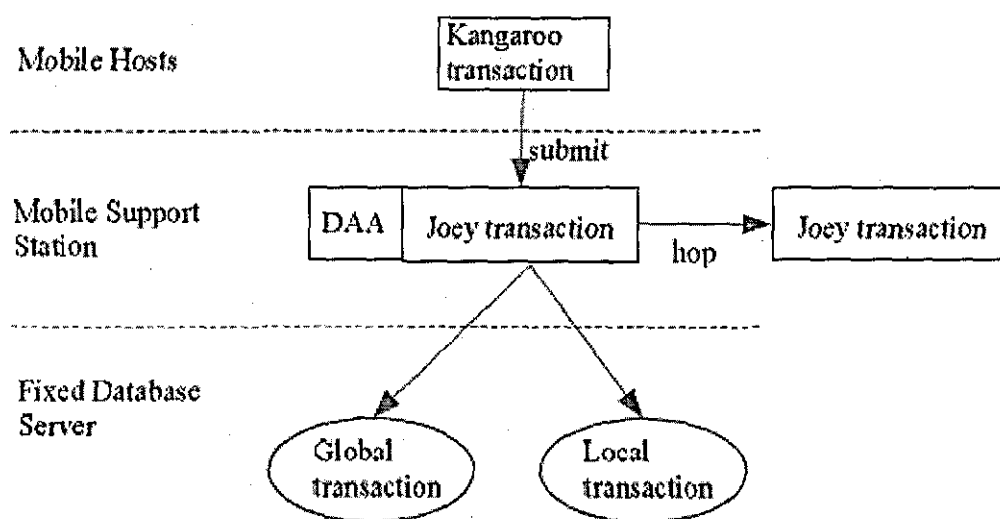 Mobile Hosts
Kangaroo
transaction
submit
Mobile Support
Station
DAA
Joey transaction
hop
Joey transaction
Fixed Database
Server
Global
transaction
Local
transaction